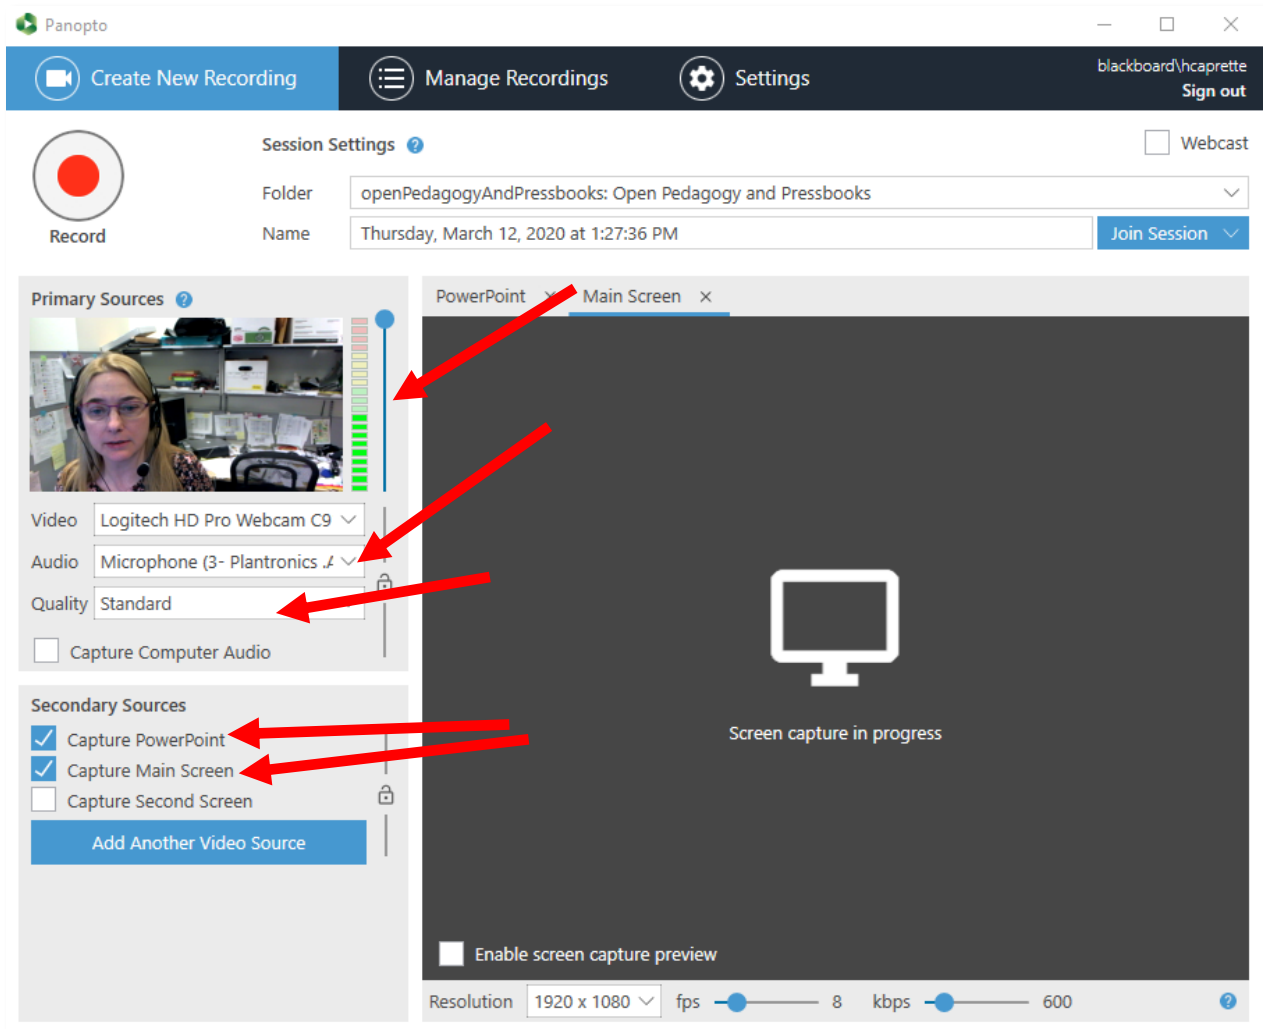 Panopto
Create New Recording
Manage Recordings
Settings
blackboard\hcaprette
Sign out
Record
Session Settings ?
Webcast
Folder openPedagogyAndPressbooks: Open Pedagogy and Pressbooks
Name Thursday, March 12, 2020 at 1:27:36 PM
Join Session
Primary Sources ?
PowerPoint
Main Screen
Video Logitech HD Pro Webcam C9
Audio Microphone (3- Plantronics .A
Quality Standard
Capture Computer Audio
Secondary Sources
Capture PowerPoint
Capture Main Screen
Capture Second Screen
Add Another Video Source
Screen capture in progress
Enable screen capture preview
Resolution 1920 x 1080 fps 8 kbps 600 ?